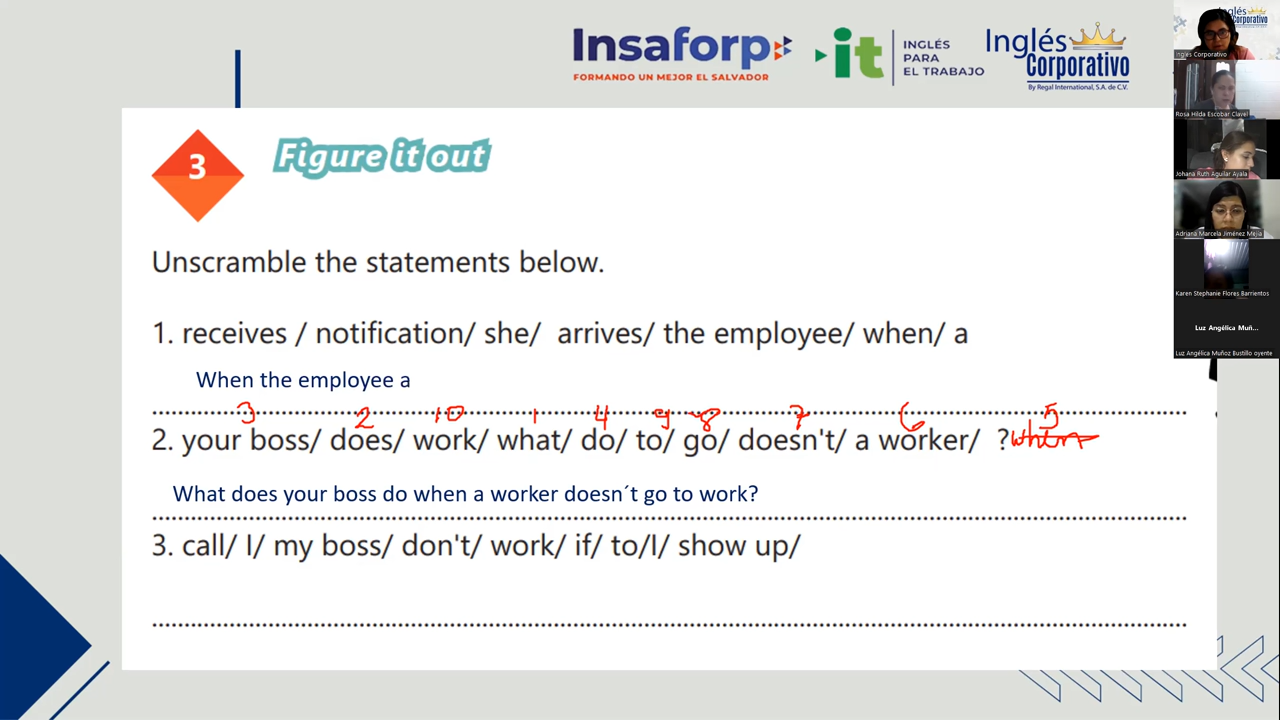 Insaforp
FORMANDO UN MEJOR EL SALVADOR
it
INGLÉS
PARA
EL TRABAJO
Inglés
Corporativo
By Regal International, S.A. de C.V.
3
Figure it out
Unscramble the statements below.
1. receives / notification/ she/ arrives/ the employee/ when/ a
When the employee a
3 2 10 1 4 9 8 7 6 5
2. your boss/ does/ work/ what/ do/ to/ go/ doesn't/ a worker/ ?when
What does your boss do when a worker doesn´t go to work?
3. call/ I/ my boss/ don't/ work/ if/ to/I/ show up/
Inglés
Corporativo
Ingles Corporativo
Rosa Hilda Escobar Clavel
Johana Ruth Aguilar Ayala
Adriana Marcela Jiménez Mejia
Karen Stephanie Flores Barrientos
Luz Angélica Muñ...
Luz Angélica Muñoz Bustillo oyente